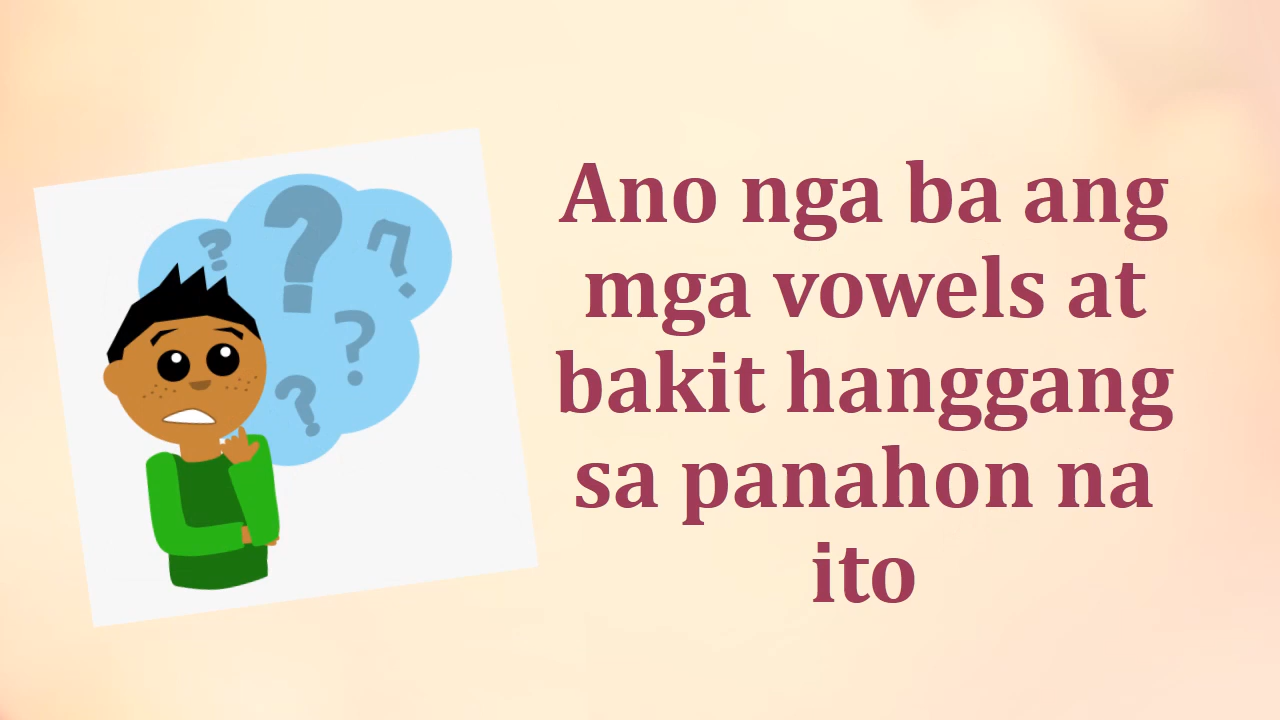 Ano nga ba ang
mga vowels at
bakit hanggang
sa panahon na
ito